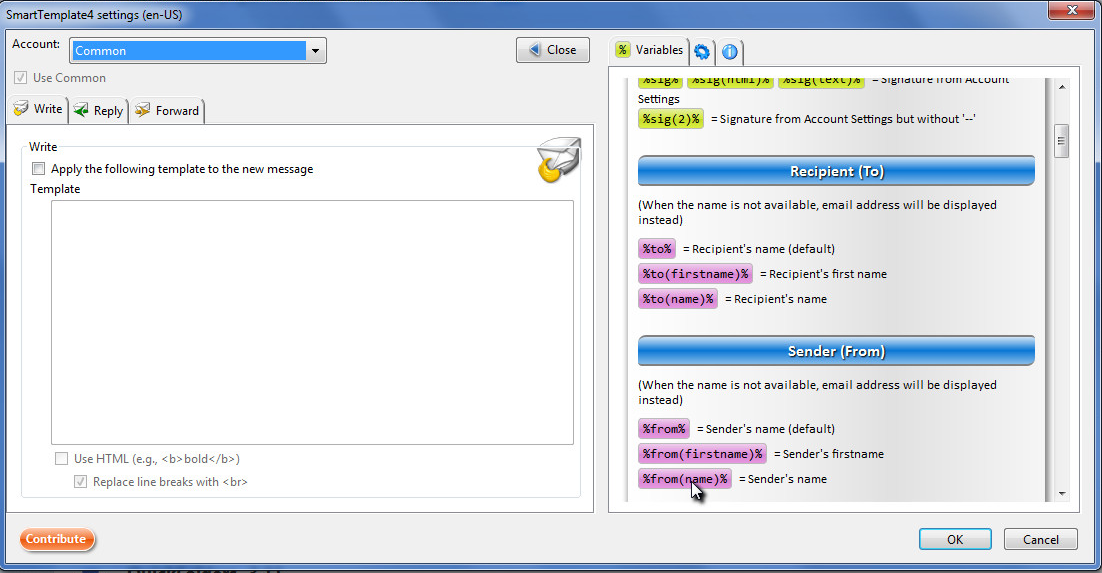 SmartTemplate4 settings (en-US)
Account:
Common
Close
Use Common
Write
Reply
Forward
Write
Apply the following template to the new message
Template
Use HTML (e.g., <b>bold</b>)
Replace line breaks with <br>
Contribute
% Variables
%sig% %sig(html)% %sig(text)% = Signature from Account
Settings
%sig(2)% = Signature from Account Settings but without '--'
Recipient (To)
(When the name is not available, email address will be displayed
instead)
%to% = Recipient's name (default)
%to(firstname)% = Recipient's first name
%to(name)% = Recipient's name
Sender (From)
(When the name is not available, email address will be displayed
instead)
%from% = Sender's name (default)
%from(firstname)% = Sender's firstname
%from(name)% = Sender's name
OK
Cancel